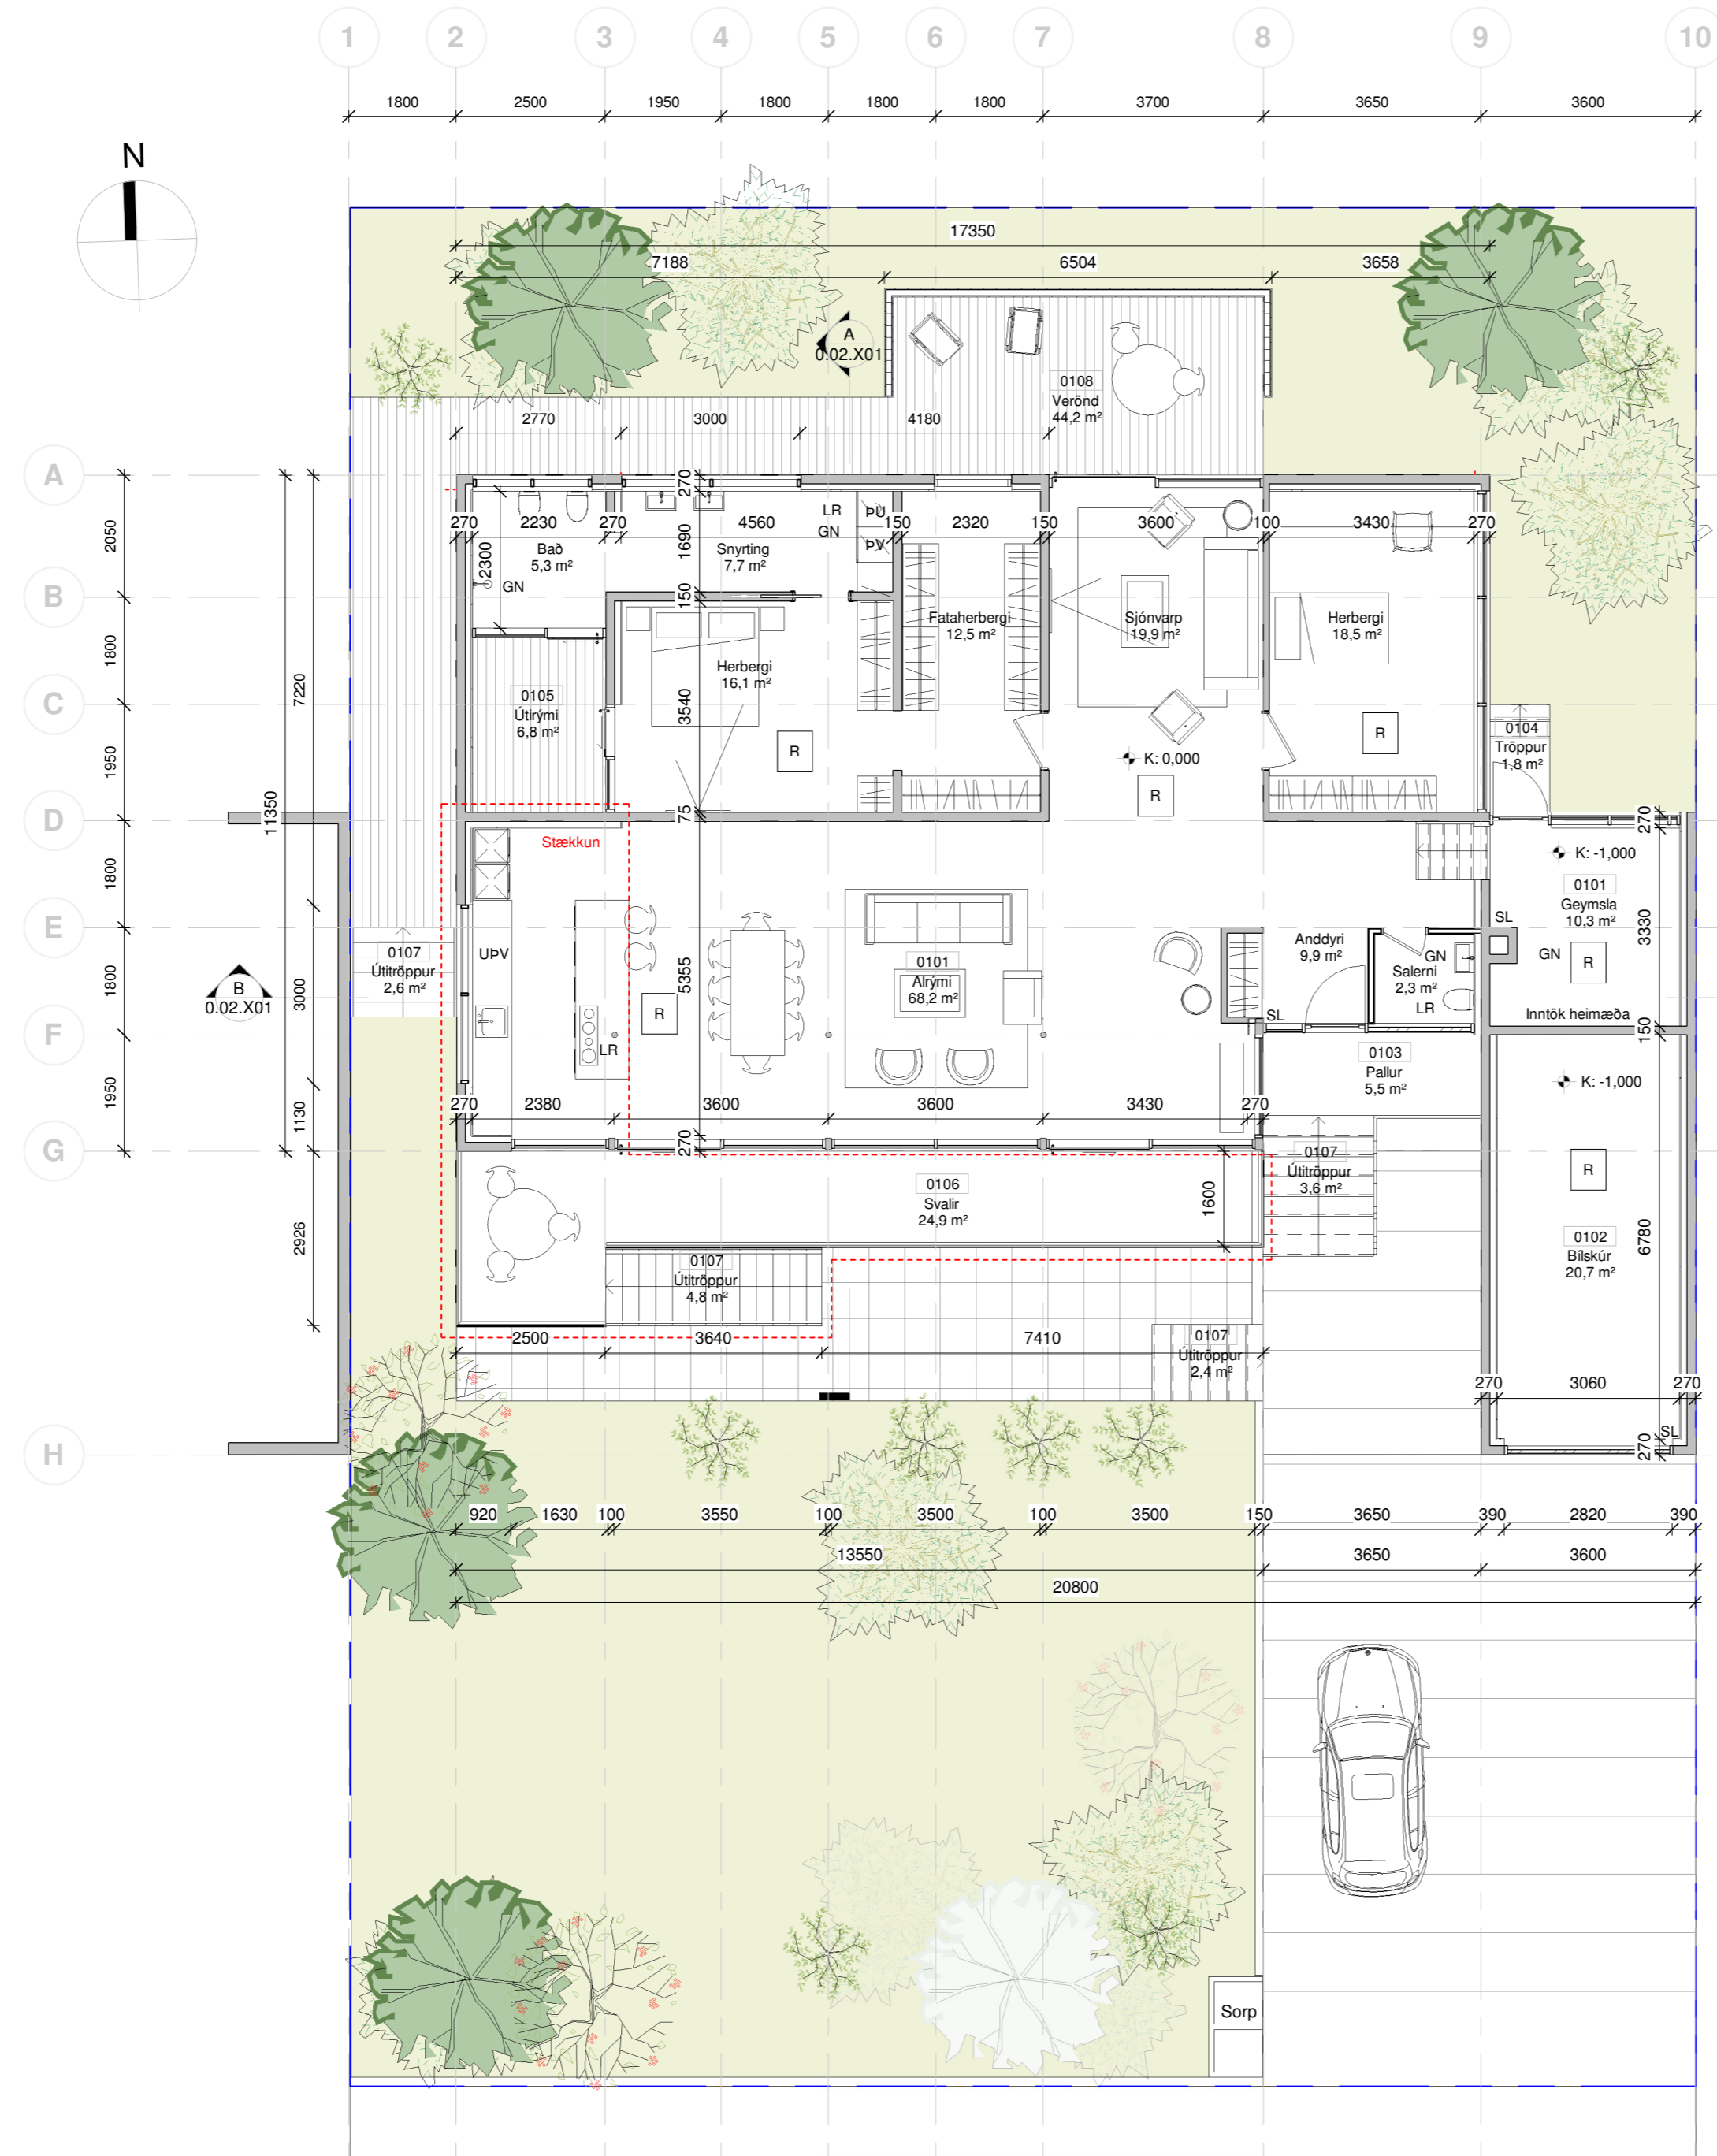 1 2 3 4 5 6 7 8 9 10
1800 2500 1950 1800 1800 1800 3700 3650 3600
N
17350
7188 6504 3658
A
0.02.X01
0108
Verönd
44,2 m²
2770 3000 4180
A
B
C
D
E
F
G
H
2050
1800
1950
1800
1800
1950
11350
7220
3000
1130
2926
270 2230 270 4560 150 2320 150 3600 100 3430 270
270
1690
150
3540
75
5355
270
2300
Bað
5,3 m²
GN
Snyrting
7,7 m²
LR
GN
ÞU
ÞV
Fataherbergi
12,5 m²
Sjónvarp
19,9 m²
Herbergi
18,5 m²
Herbergi
16,1 m²
R
0105
Útirými
6,8 m²
K: 0,000
R
R
0104
Tröppur
1,8 m²
Stækkun
270
K: -1,000
0101
Geymsla
10,3 m²
3330
SL
GN
R
Inntök heimæða
150
UÞV
0107
Útitröppur
2,6 m²
B
0.02.X01
R
LR
0101
Alrými
68,2 m²
Anddyri
9,9 m²
GN
Salerni
2,3 m²
LR
SL
0103
Pallur
5,5 m²
K: -1,000
270 2380 3600 3600 3430 270
R
0107
Útitröppur
3,6 m²
0106
Svalir
24,9 m²
1600
0102
Bílskúr
20,7 m²
6780
0107
Útitröppur
4,8 m²
2500 3640 7410
0107
Útitröppur
2,4 m²
270 3060 270
SL
270
920 1630 100 3550 100 3500 100 3500 150 3650 390 2820 390
13550 3650 3600
20800
Sorp